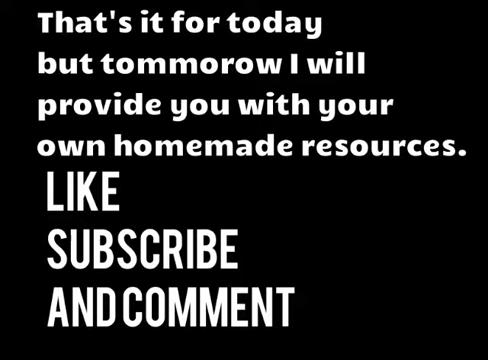 That's it for today
but tommorow I will
provide you with your
own homemade resources.
LIKE
SUBSCRIBE
AND COMMENT